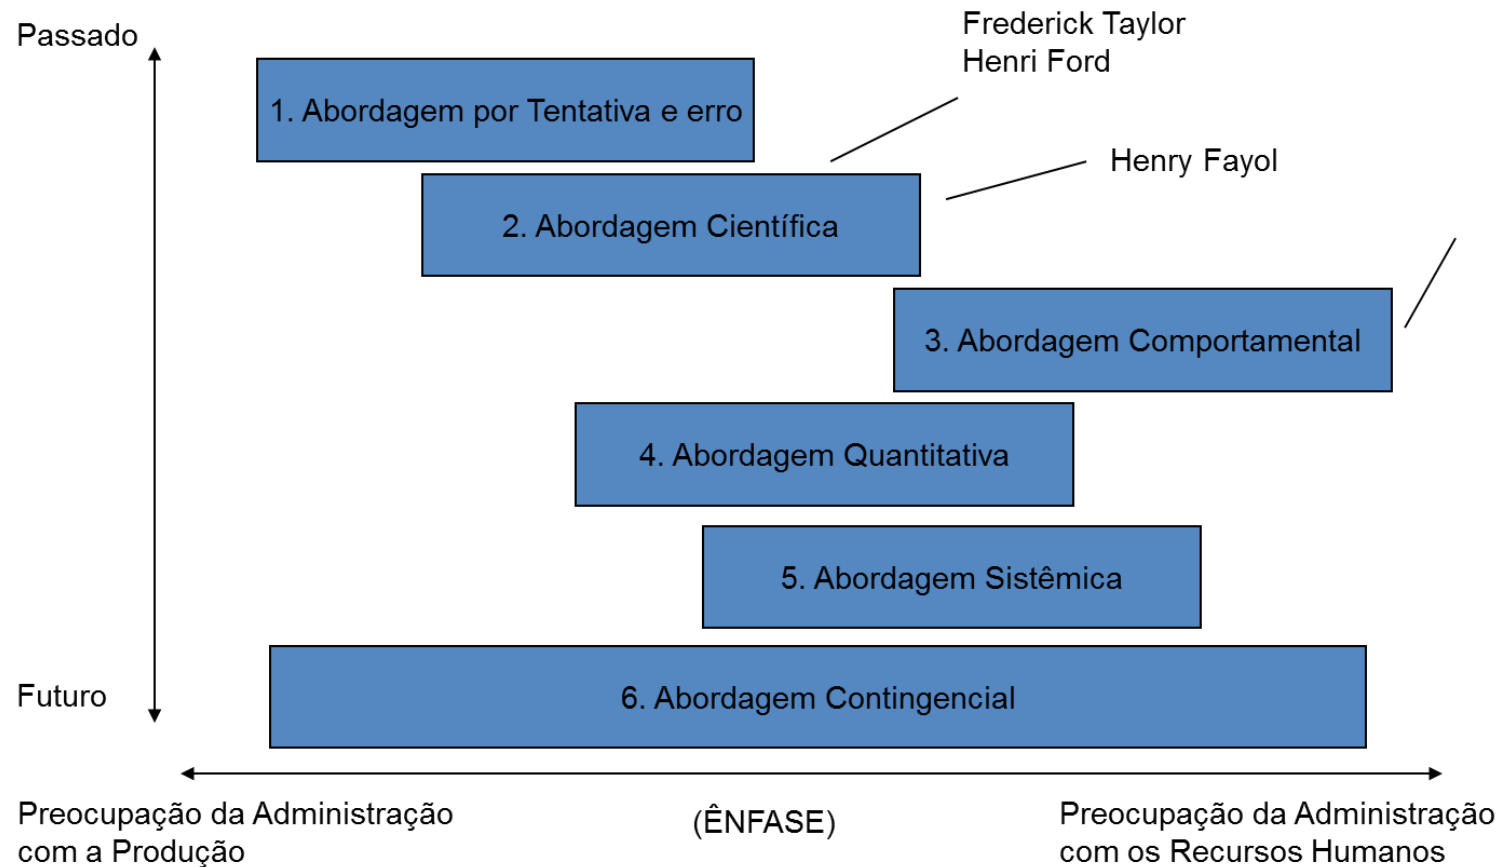 Passado
Frederick Taylor
Henri Ford
1. Abordagem por Tentativa e erro
Henry Fayol
2. Abordagem Científica
3. Abordagem Comportamental
4. Abordagem Quantitativa
5. Abordagem Sistêmica
Futuro
6. Abordagem Contingencial
Preocupação da Administração
com a Produção
(ÊNFASE)
Preocupação da Administração
com os Recursos Humanos